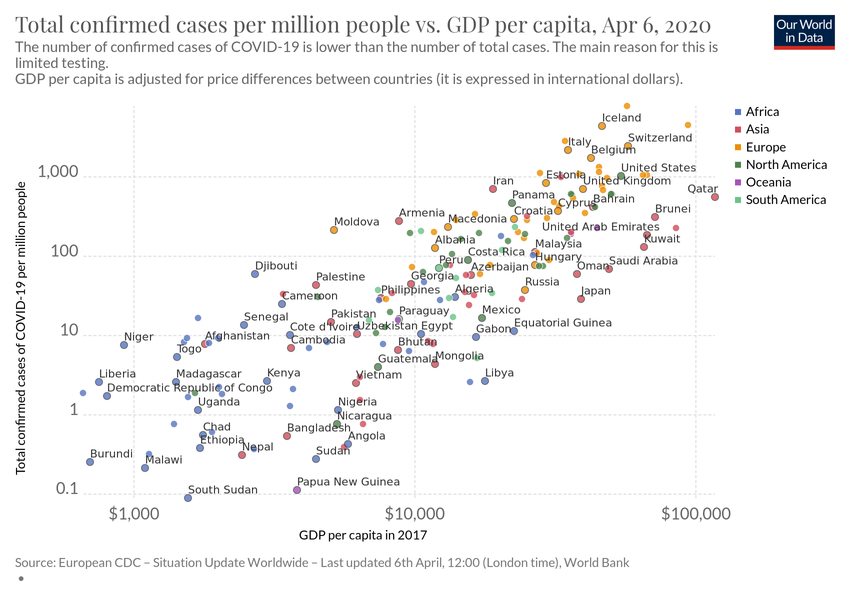 Total confirmed cases per million people vs. GDP per capita, Apr 6, 2020
Our World
in Data
The number of confirmed cases of COVID-19 is lower than the number of total cases. The main reason for this is
limited testing.
GDP per capita is adjusted for price differences between countries (it is expressed in international dollars).
Africa
Asia
Europe
North America
Oceania
South America
Total confirmed cases of COVID-19 per million people
1,000
100
10
1
0.1
Iceland
Switzerland
Italy
Belgium
United States
Estonia
United Kingdom
Iran
Qatar
Panama
Cyprus
Bahrain
Armenia
Croatia
Brunei
Moldova
Macedonia
United Arab Emirates
Albania
Kuwait
Malaysia
Costa Rica
Hungary
Peru
Djibouti
Azerbaijan
Oman
Saudi Arabia
Palestine
Georgia
Russia
Philippines
Algeria
Japan
Cameroon
Senegal
Pakistan
Paraguay
Mexico
Cote d'Ivoire
Uzbekistan
Egypt
Gabon
Equatorial Guinea
Niger
Afghanistan
Cambodia
Bhutan
Togo
Mongolia
Guatemala
Liberia
Madagascar
Kenya
Vietnam
Libya
Democratic Republic of Congo
Uganda
Nigeria
Nicaragua
Chad
Bangladesh
Ethiopia
Angola
Burundi
Malawi
Nepal
Sudan
Papua New Guinea
South Sudan
$1,000
$10,000
$100,000
GDP per capita in 2017
Source: European CDC – Situation Update Worldwide – Last updated 6th April, 12:00 (London time), World Bank